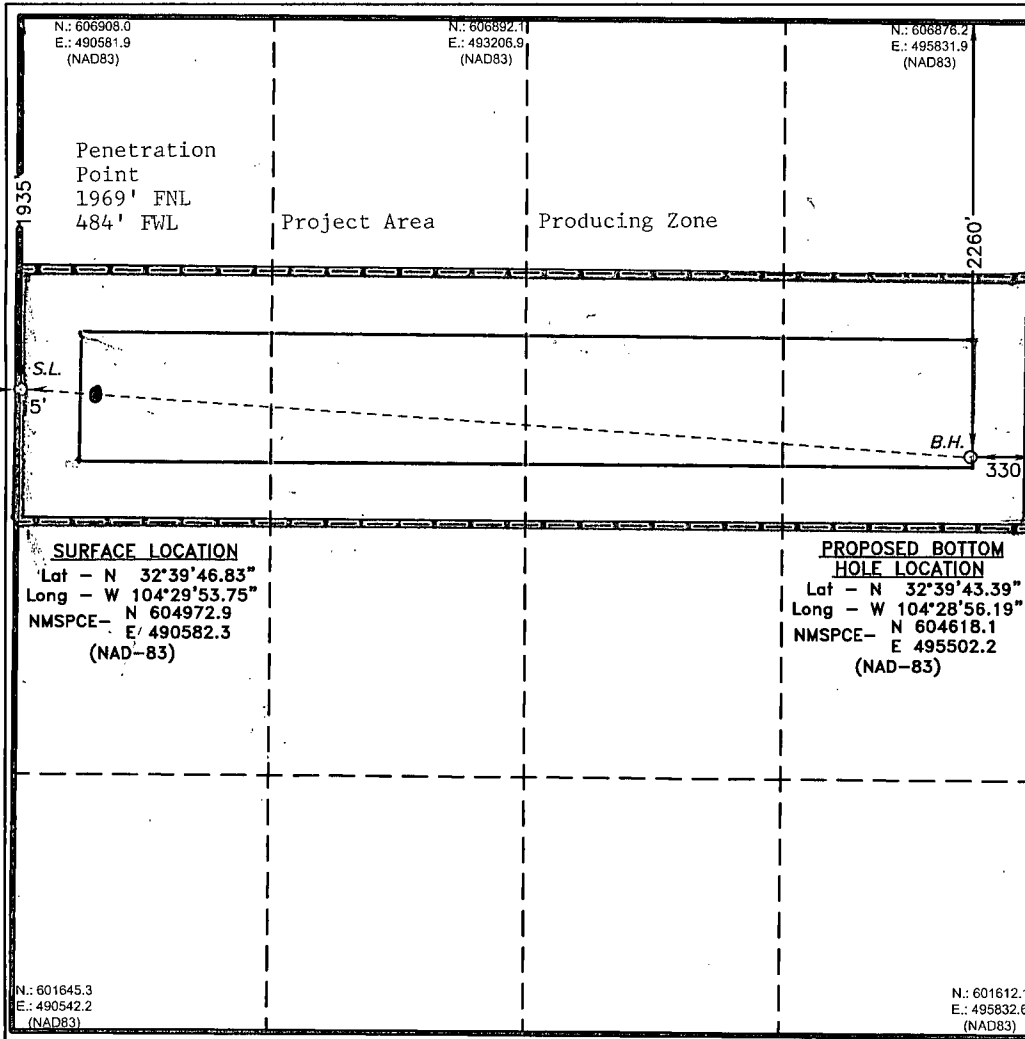 N.: 606908.0
E.: 490581.9
(NAD83)
N.: 606892.1
E.: 493206.9
(NAD83)
N.: 606876.2
E.: 495831.9
(NAD83)
1935'
Penetration
Point
1969' FNL
484' FWL
Project Area
Producing Zone
2260'
S.L.
5'
B.H.
330
SURFACE LOCATION
Lat - N 32°39'46.83"
Long - W 104°29'53.75"
NMSPCE- N 604972.9
E 490582.3
(NAD-83)
PROPOSED BOTTOM
HOLE LOCATION
Lat - N 32°39'43.39"
Long - W 104°28'56.19"
NMSPCE- N 604618.1
E 495502.2
(NAD-83)
N.: 601645.3
E.: 490542.2
(NAD83)
N.: 601612.1
E.: 495832.6
(NAD83)